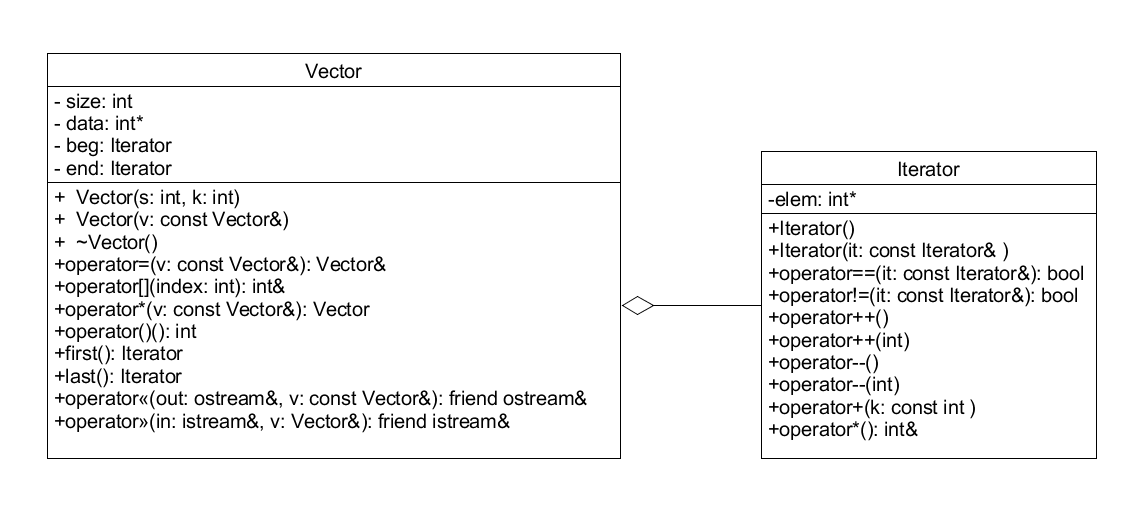 Vector
- size: int
- data: int*
- beg: Iterator
- end: Iterator
+ Vector(s: int, k: int)
+ Vector(v: const Vector&)
+ ~Vector()
+operator=(v: const Vector&): Vector&
+operator[](index: int): int&
+operator*(v: const Vector&): Vector
+operator()(): int
+first(): Iterator
+last(): Iterator
+operator«(out: ostream&, v: const Vector&): friend ostream&
+operator»(in: istream&, v: Vector&): friend istream&
Iterator
-elem: int*
+Iterator()
+Iterator(it: const Iterator& )
+operator==(it: const Iterator&): bool
+operator!=(it: const Iterator&): bool
+operator++()
+operator++(int)
+operator--()
+operator--(int)
+operator+(k: const int )
+operator*(): int&